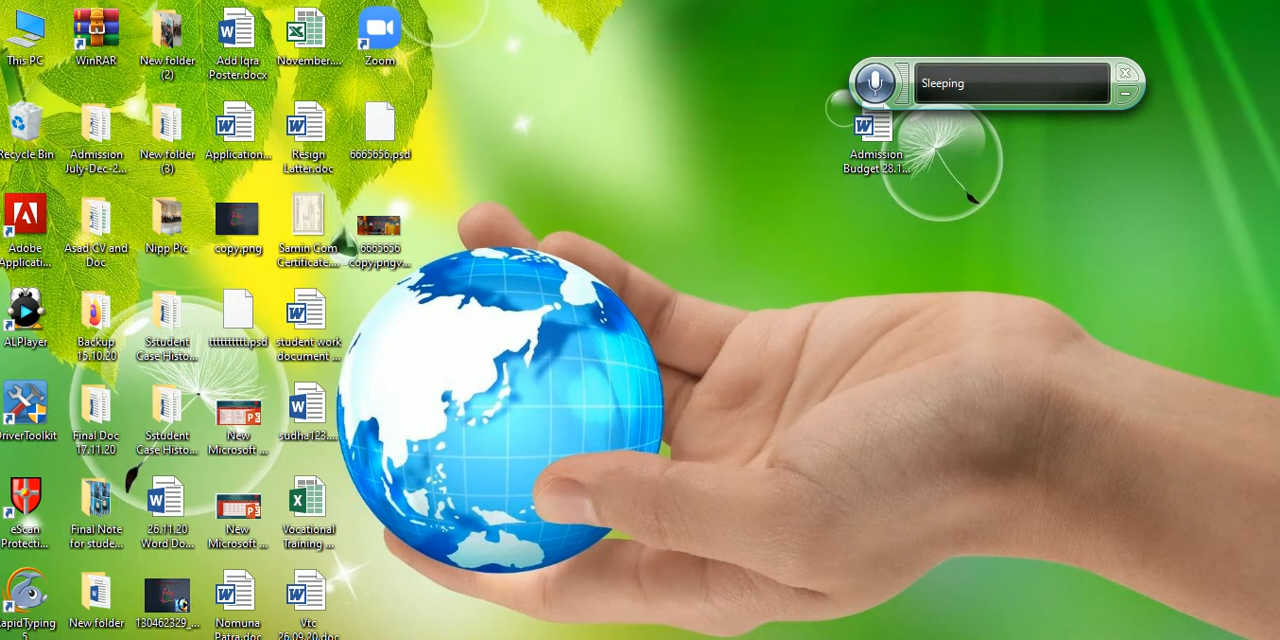 This PC
WinRAR
New folder
(2)
Add Iqra
Poster.docx
November....
Zoom
Recycle Bin
Admission
July-Dec-2...
New folder
(3)
Application...
Resign
Latter.doc
6665656.psd
Adobe
Applicati...
Asad CV and
Doc
Nipp Pic
copy.png
Samin Com
Certificate....
6665656
copy.pngv...
ALPlayer
Backup
15.10.20
Sstudent
Case Histo...
tttttttttt.psd
student work
document ...
DriverToolkit
Final Doc
17.11.20
Sstudent
Case Histo...
New
Microsoft ...
sudha123....
eScan
Protecti...
Final Note
for stude...
26.11.20
Word Do...
New
Microsoft ...
Vocational
Training ...
RapidTyping
5
New folder
130462329_...
Nomuna
Patra.doc
Vtc
26.09.20.doc
Sleeping
Admission
Budget 28.1...